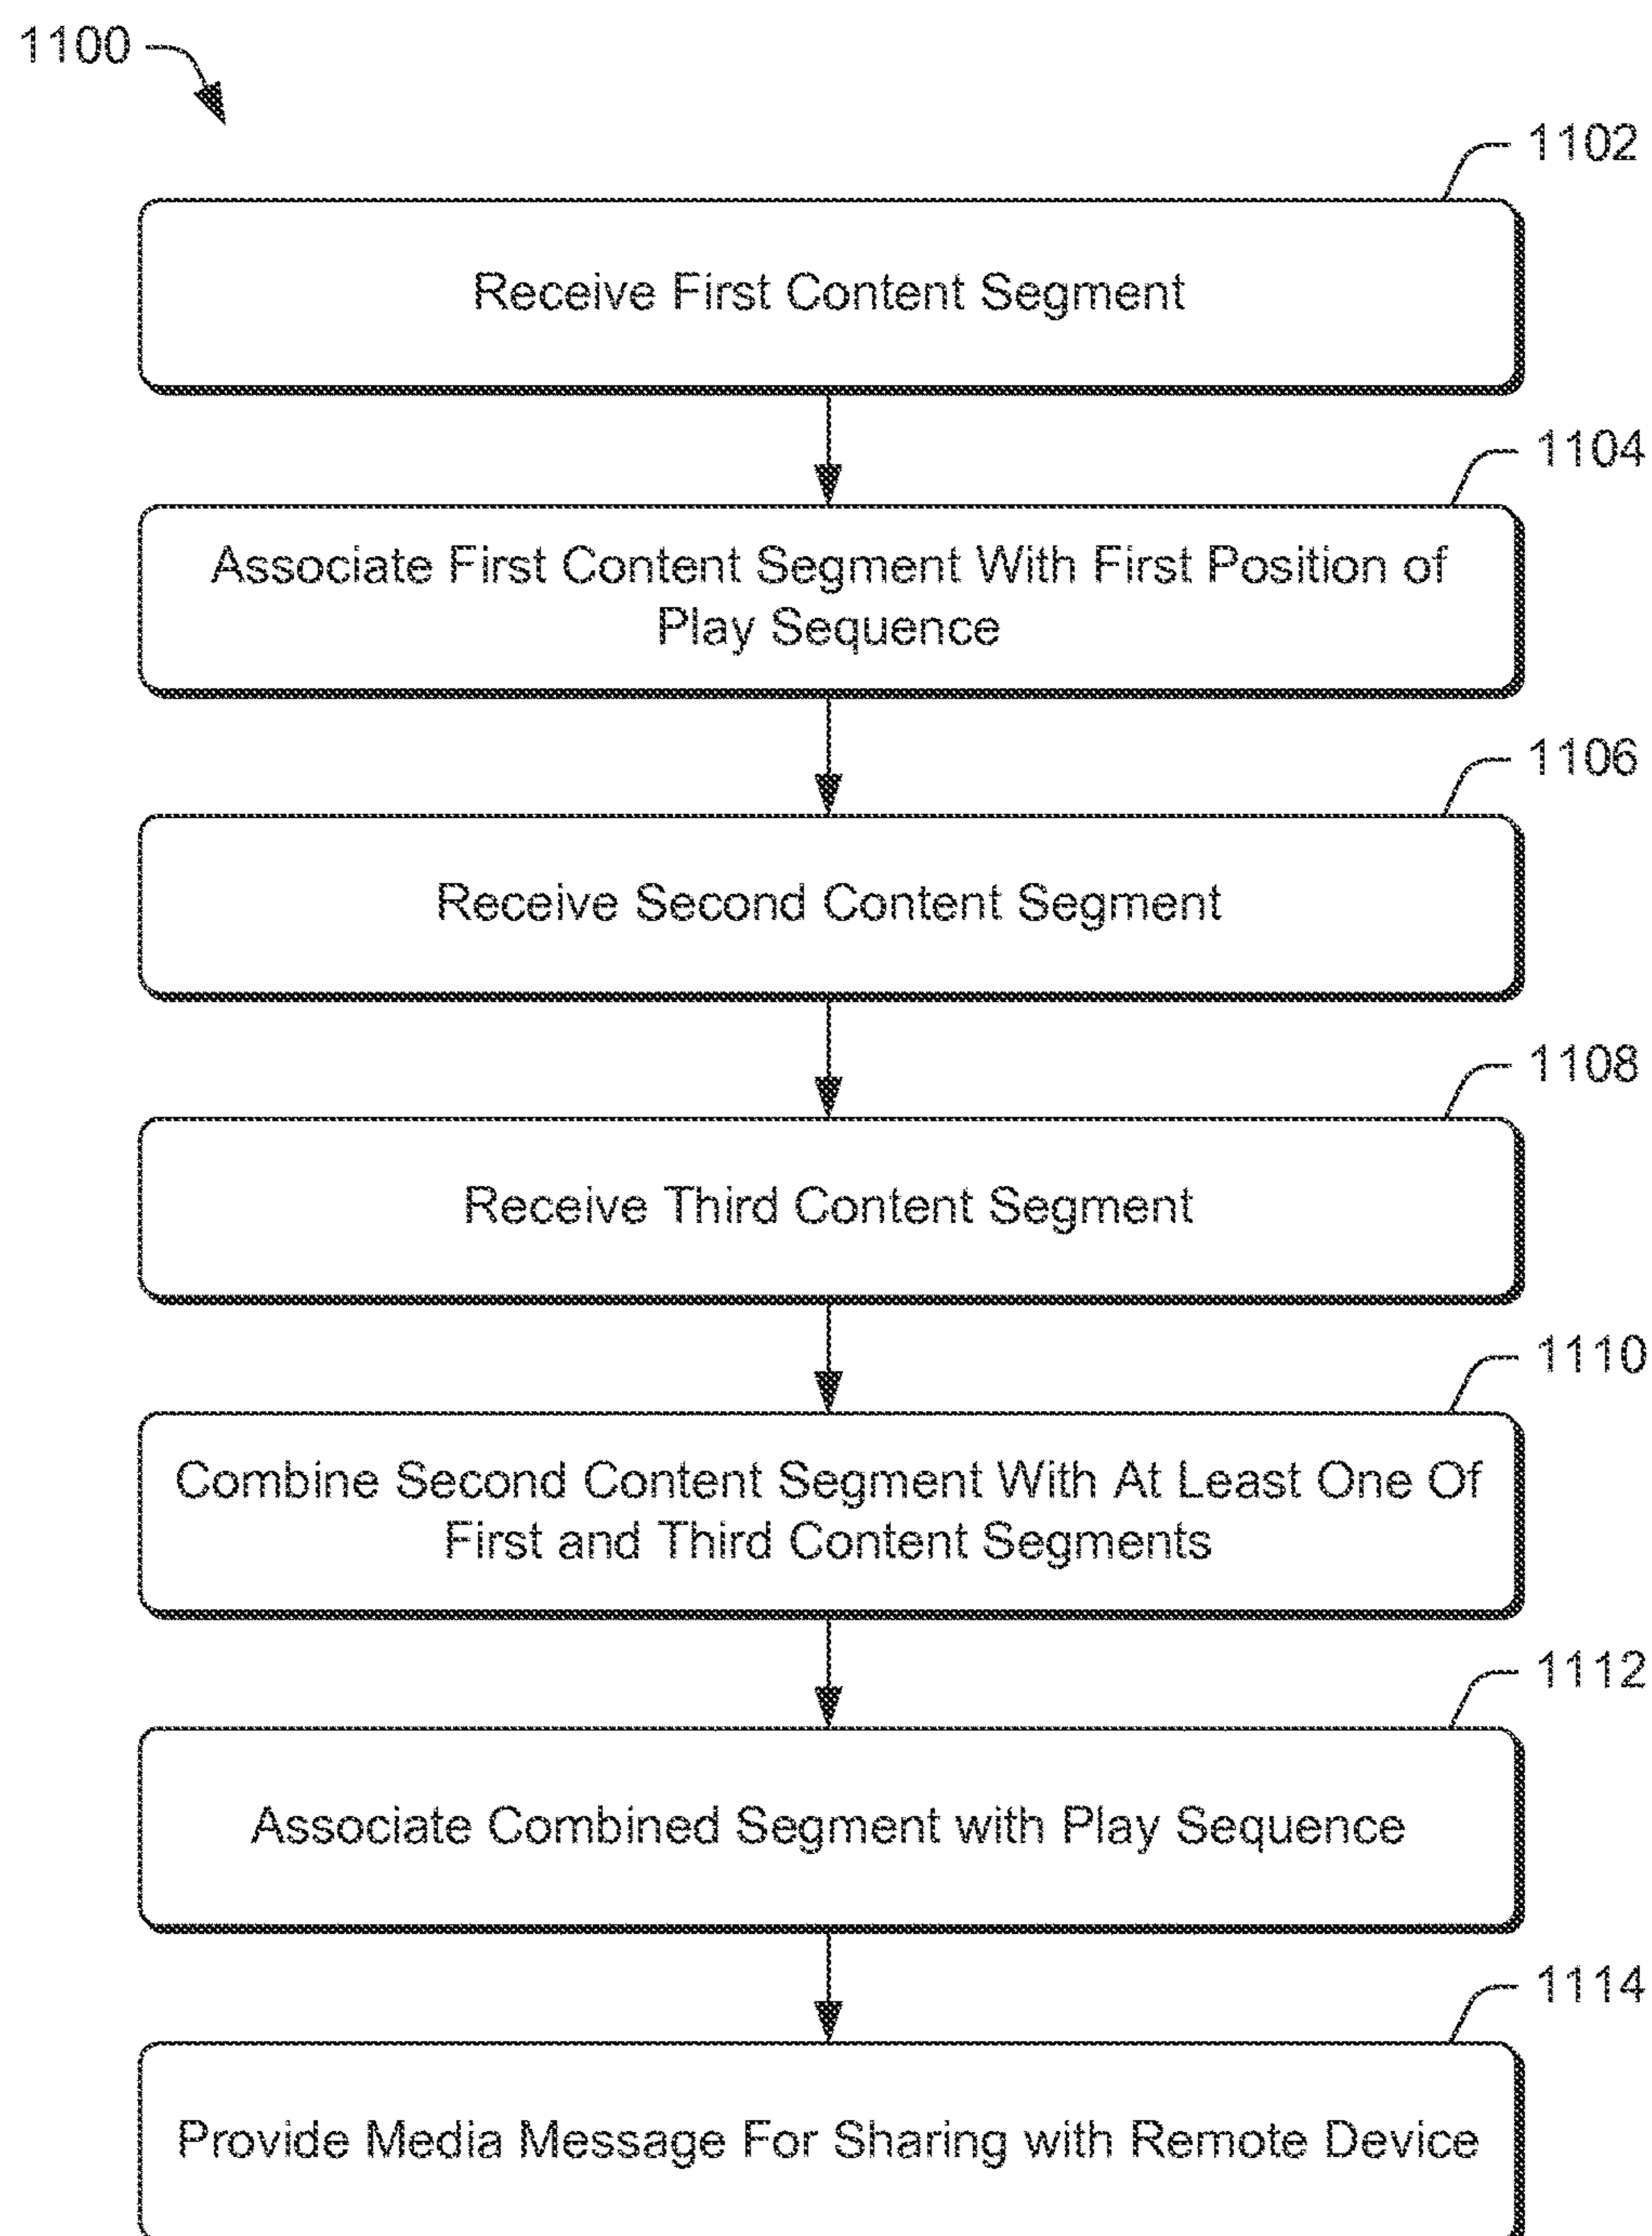 1100
1102
Receive First Content Segment
1104
Associate First Content Segment With First Position of
Play Sequence
1106
Receive Second Content Segment
1108
Receive Third Content Segment
1110
Combine Second Content Segment With At Least One Of
First and Third Content Segments
1112
Associate Combined Segment with Play Sequence
1114
Provide Media Message For Sharing with Remote Device